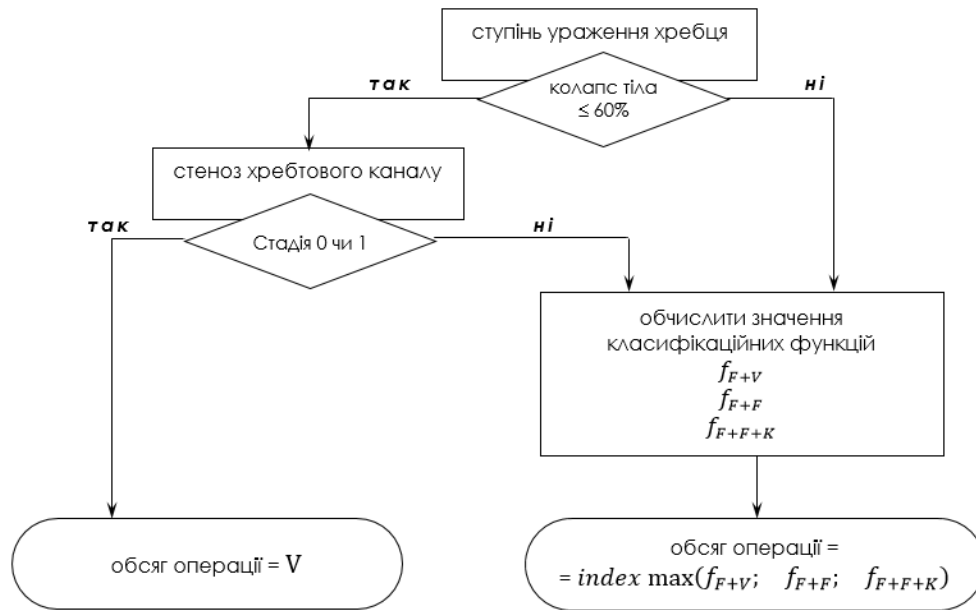 ступінь ураження хребця
так
колапс тіла
≤ 60%
ні
стеноз хребтового каналу
так
Стадія 0 чи 1
ні
обчислити значення
класифікаційних функцій
f_{F+V}
f_{F+F}
f_{F+F+K}
обсяг операції = V
обсяг операції =
= index max(f_{F+V}; f_{F+F}; f_{F+F+K})